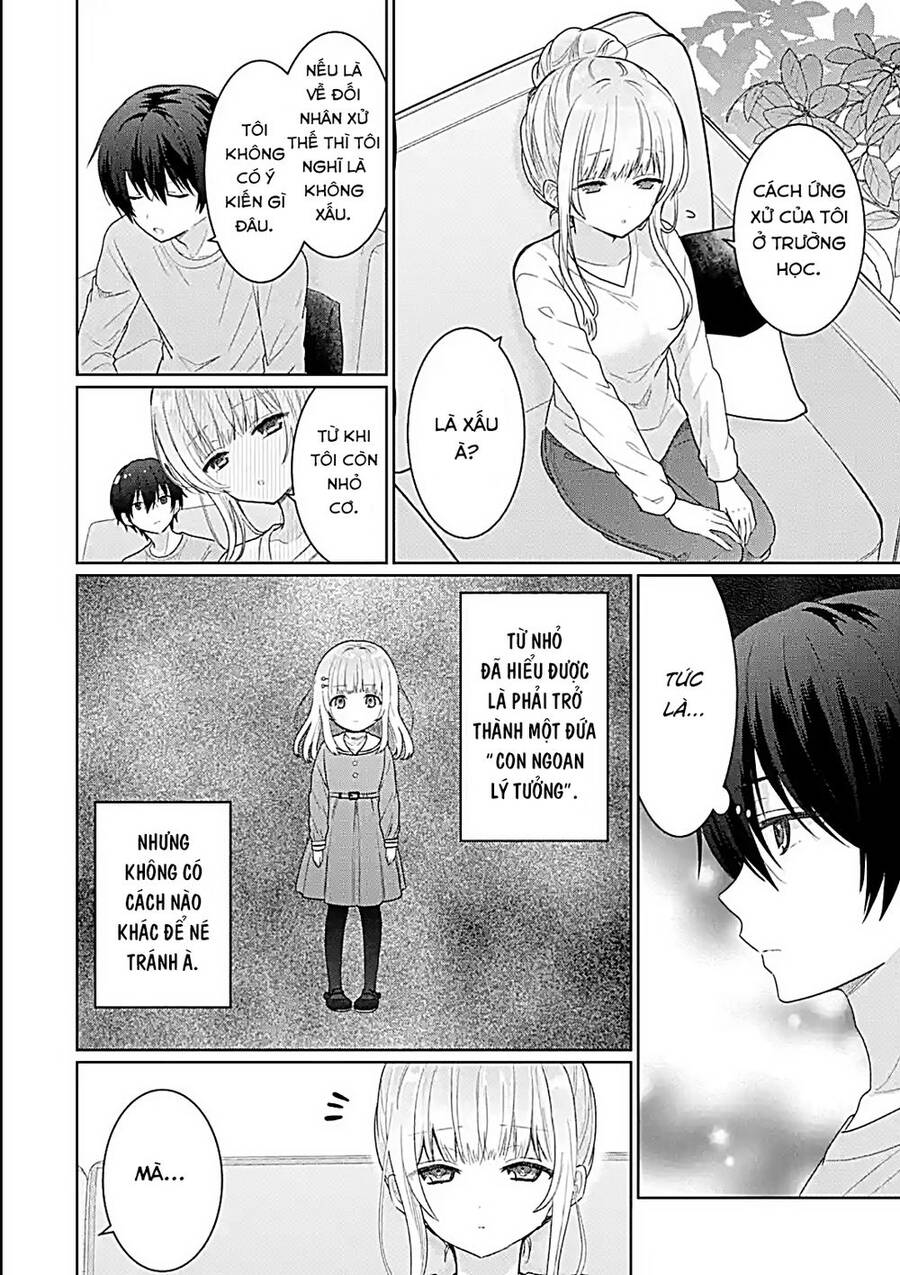 CÁCH ỨNG
XỬ CỦA TÔI
Ở TRƯỜNG
HỌC.
LÀ XẤU
À?
NẾU LÀ
VỀ ĐỐI
NHÂN XỬ
THẾ THÌ TÔI
NGHĨ LÀ
KHÔNG
XẤU.
TÔI
KHÔNG
CÓ Ý
KIẾN GÌ
ĐÂU.
TỪ KHI
TÔI CÒN
NHỎ
CƠ.
TỨC
LÀ...
TỪ NHỎ
ĐÃ HIỂU ĐƯỢC
LÀ PHẢI TRỞ
THÀNH MỘT ĐỨA
"CON NGOAN
LÝ TƯỞNG".
NHƯNG
KHÔNG CÓ
CÁCH NÀO
KHÁC ĐỂ NÉ
TRÁNH À.
MÀ...